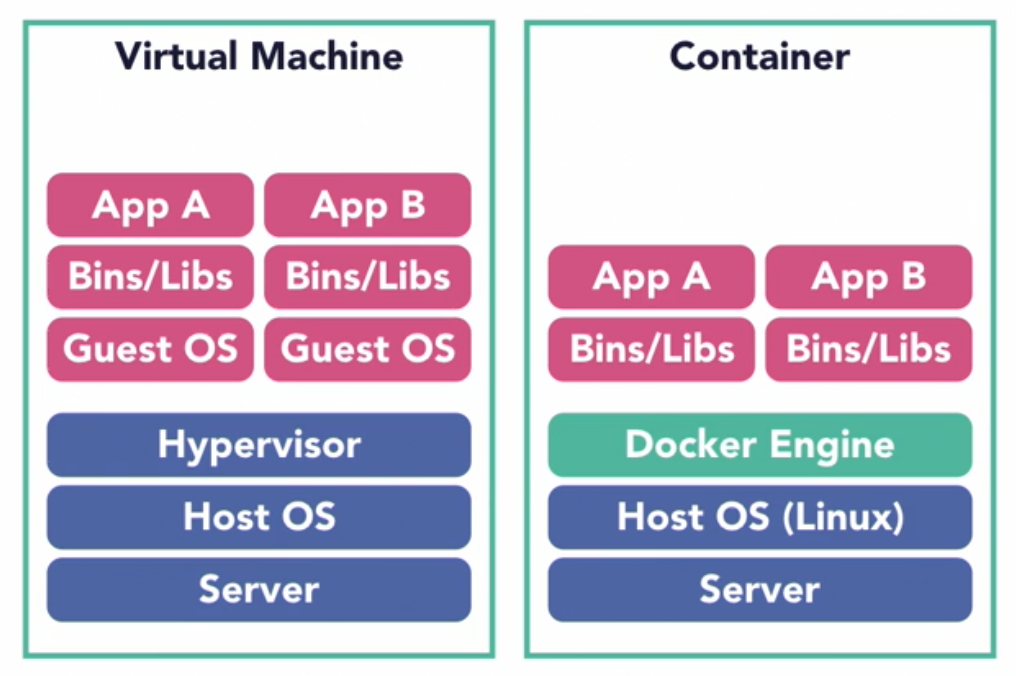 Virtual Machine
App A
App B
Bins/Libs
Bins/Libs
Guest OS
Guest OS
Hypervisor
Host OS
Server
Container
App A
App B
Bins/Libs
Bins/Libs
Docker Engine
Host OS (Linux)
Server